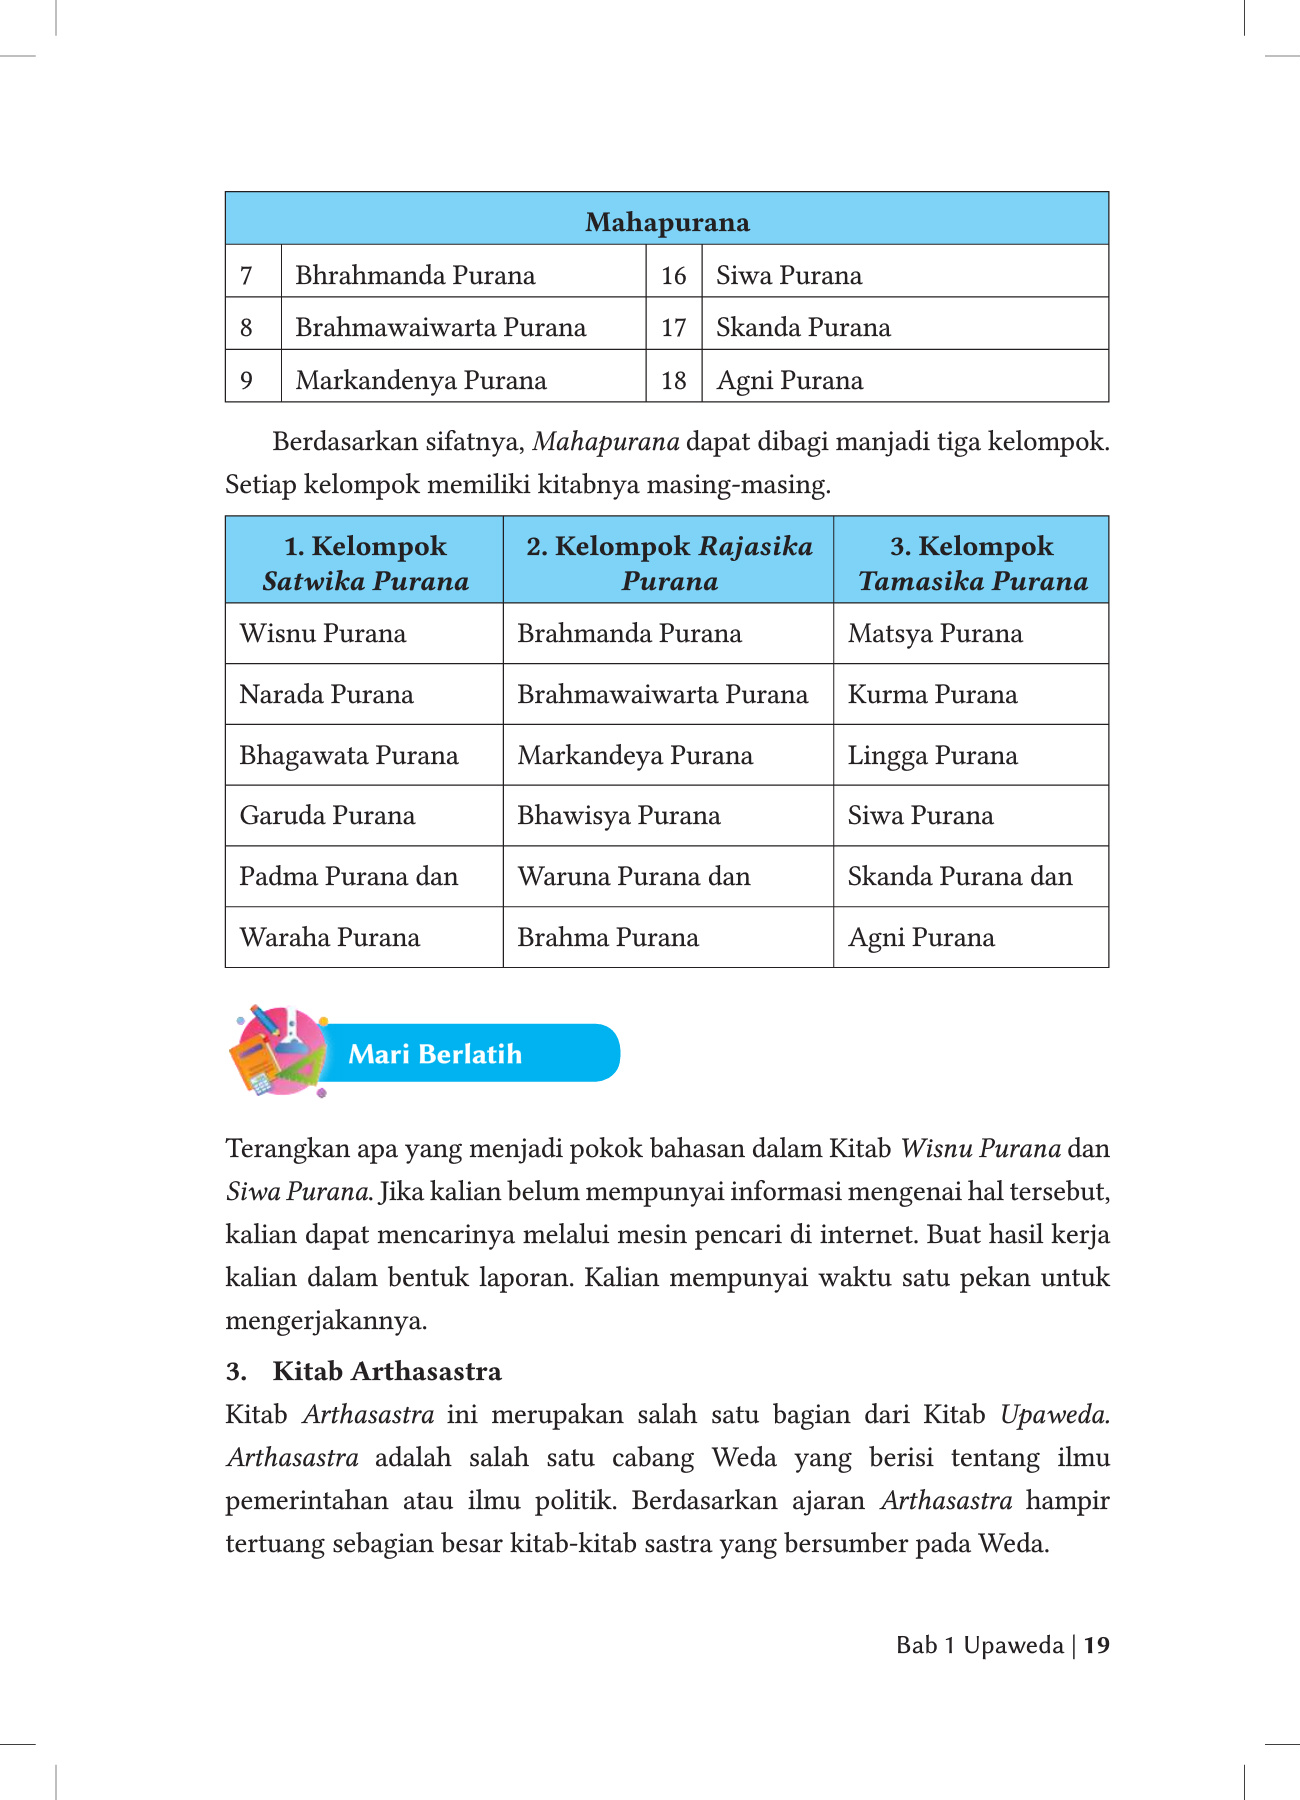 Mahapurana
7 Bhrahmanda Purana 16 Siwa Purana
8 Brahmawaiwarta Purana 17 Skanda Purana
9 Markandenya Purana 18 Agni Purana
Berdasarkan sifatnya, Mahapurana dapat dibagi manjadi tiga kelompok.
Setiap kelompok memiliki kitabnya masing-masing.
1. Kelompok Satwika Purana 2. Kelompok Rajasika Purana 3. Kelompok Tamasika Purana
Wisnu Purana Brahmanda Purana Matsya Purana
Narada Purana Brahmawaiwarta Purana Kurma Purana
Bhagawata Purana Markandeya Purana Lingga Purana
Garuda Purana Bhawisya Purana Siwa Purana
Padma Purana dan Waruna Purana dan Skanda Purana dan
Waraha Purana Brahma Purana Agni Purana
Mari Berlatih
Terangkan apa yang menjadi pokok bahasan dalam Kitab Wisnu Purana dan
Siwa Purana. Jika kalian belum mempunyai informasi mengenai hal tersebut,
kalian dapat mencarinya melalui mesin pencari di internet. Buat hasil kerja
kalian dalam bentuk laporan. Kalian mempunyai waktu satu pekan untuk
mengerjakannya.
3. Kitab Arthasastra
Kitab Arthasastra ini merupakan salah satu bagian dari Kitab Upaweda.
Arthasastra adalah salah satu cabang Weda yang berisi tentang ilmu
pemerintahan atau ilmu politik. Berdasarkan ajaran Arthasastra hampir
tertuang sebagian besar kitab-kitab sastra yang bersumber pada Weda.
Bab 1 Upaweda | 19